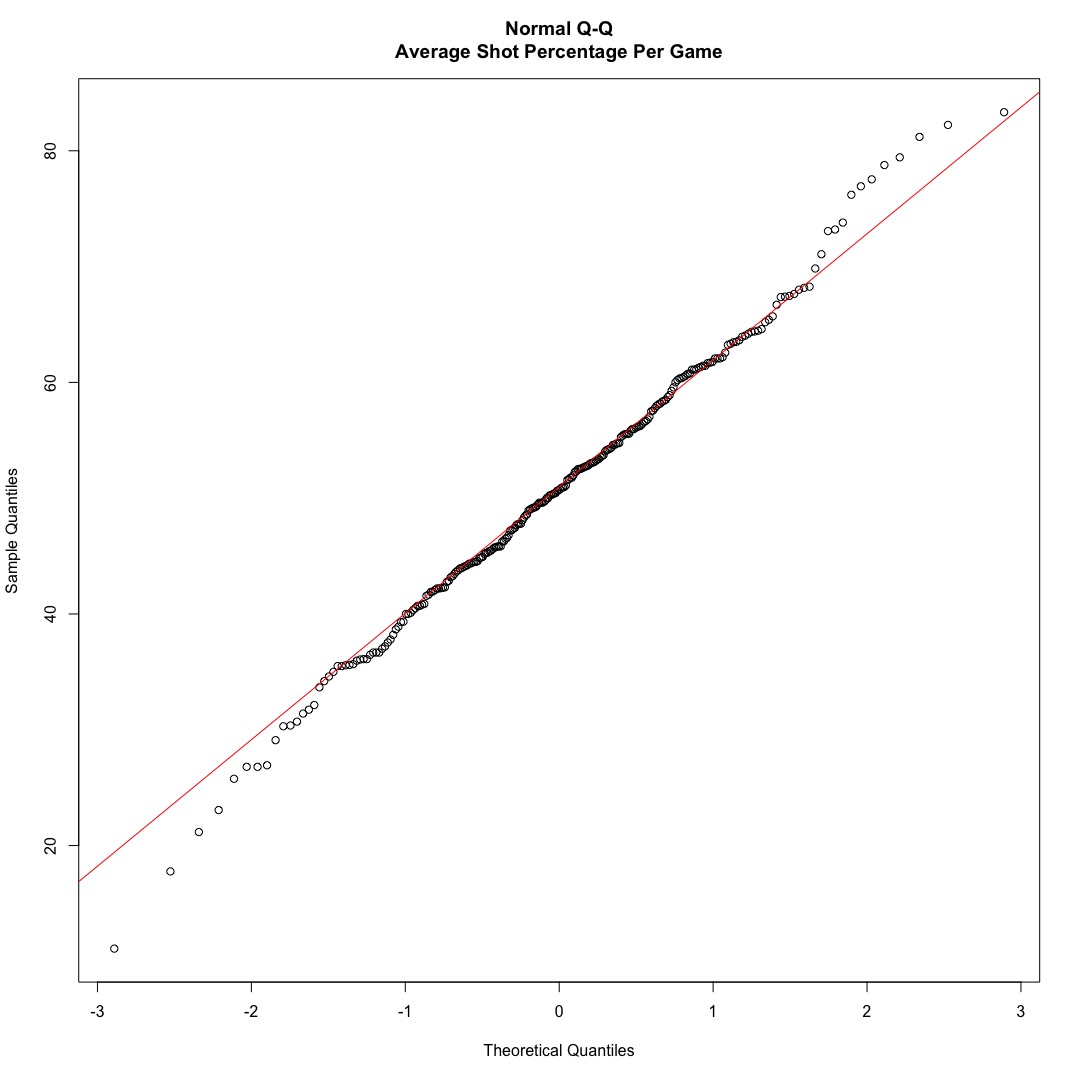 Normal Q-Q
Average Shot Percentage Per Game
80
60
40
20
Sample Quantiles
-3 -2 -1 0 1 2 3
Theoretical Quantiles